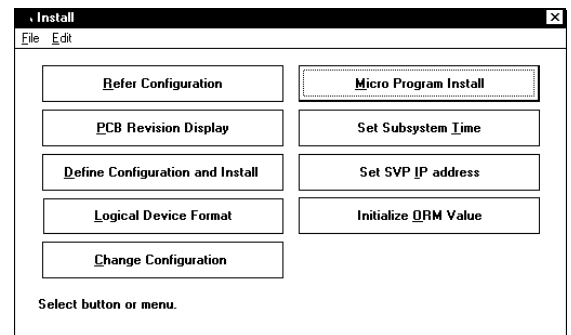 Install
File Edit
Refer Configuration
Micro Program Install
PCB Revision Display
Set Subsystem Time
Define Configuration and Install
Set SVP IP address
Logical Device Format
Initialize ORM Value
Change Configuration
Select button or menu.